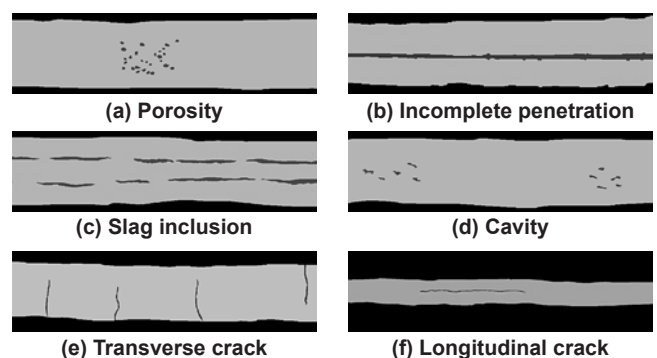 (a) Porosity
(b) Incomplete penetration
(c) Slag inclusion
(d) Cavity
(e) Transverse crack
(f) Longitudinal crack